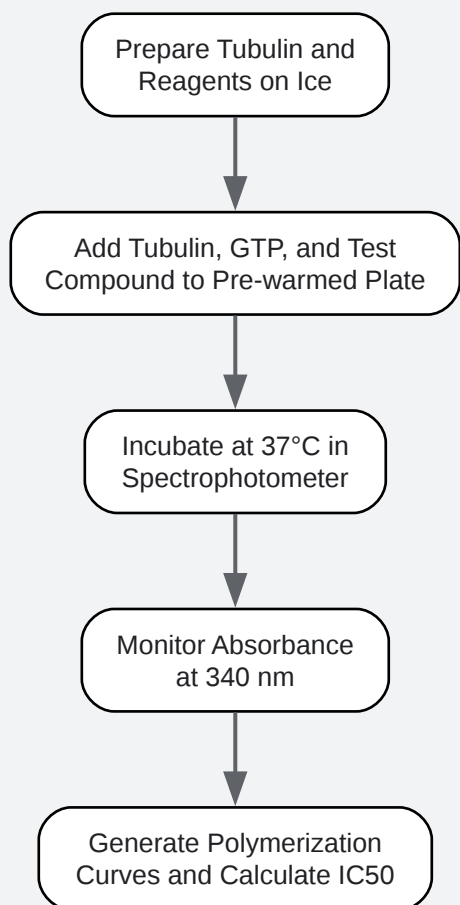 Prepare Tubulin and
Reagents on Ice
Add Tubulin, GTP, and Test
Compound to Pre-warmed Plate
Incubate at 37°C in
Spectrophotometer
Monitor Absorbance
at 340 nm
Generate Polymerization
Curves and Calculate IC50